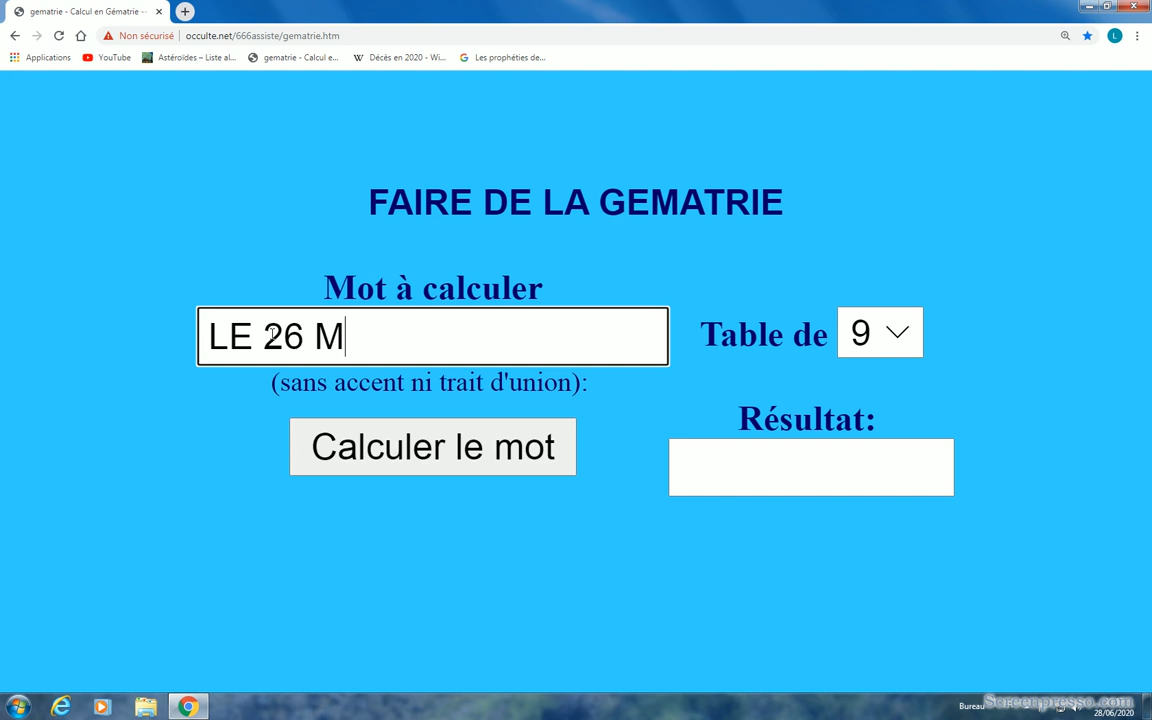 gematrie - Calcul en Gématrie -
Non sécurisé occulte.net/666assiste/gematrie.htm
L
Applications YouTube Astéroïdes – Liste al... gematrie - Calcul e... Décès en 2020 - Wi... Les prophéties de...
FAIRE DE LA GEMATRIE
Mot à calculer
LE 26 M
Table de 9
(sans accent ni trait d'union):
Résultat:
Calculer le mot
Bureau
Screenpresso.com
28/06/2020